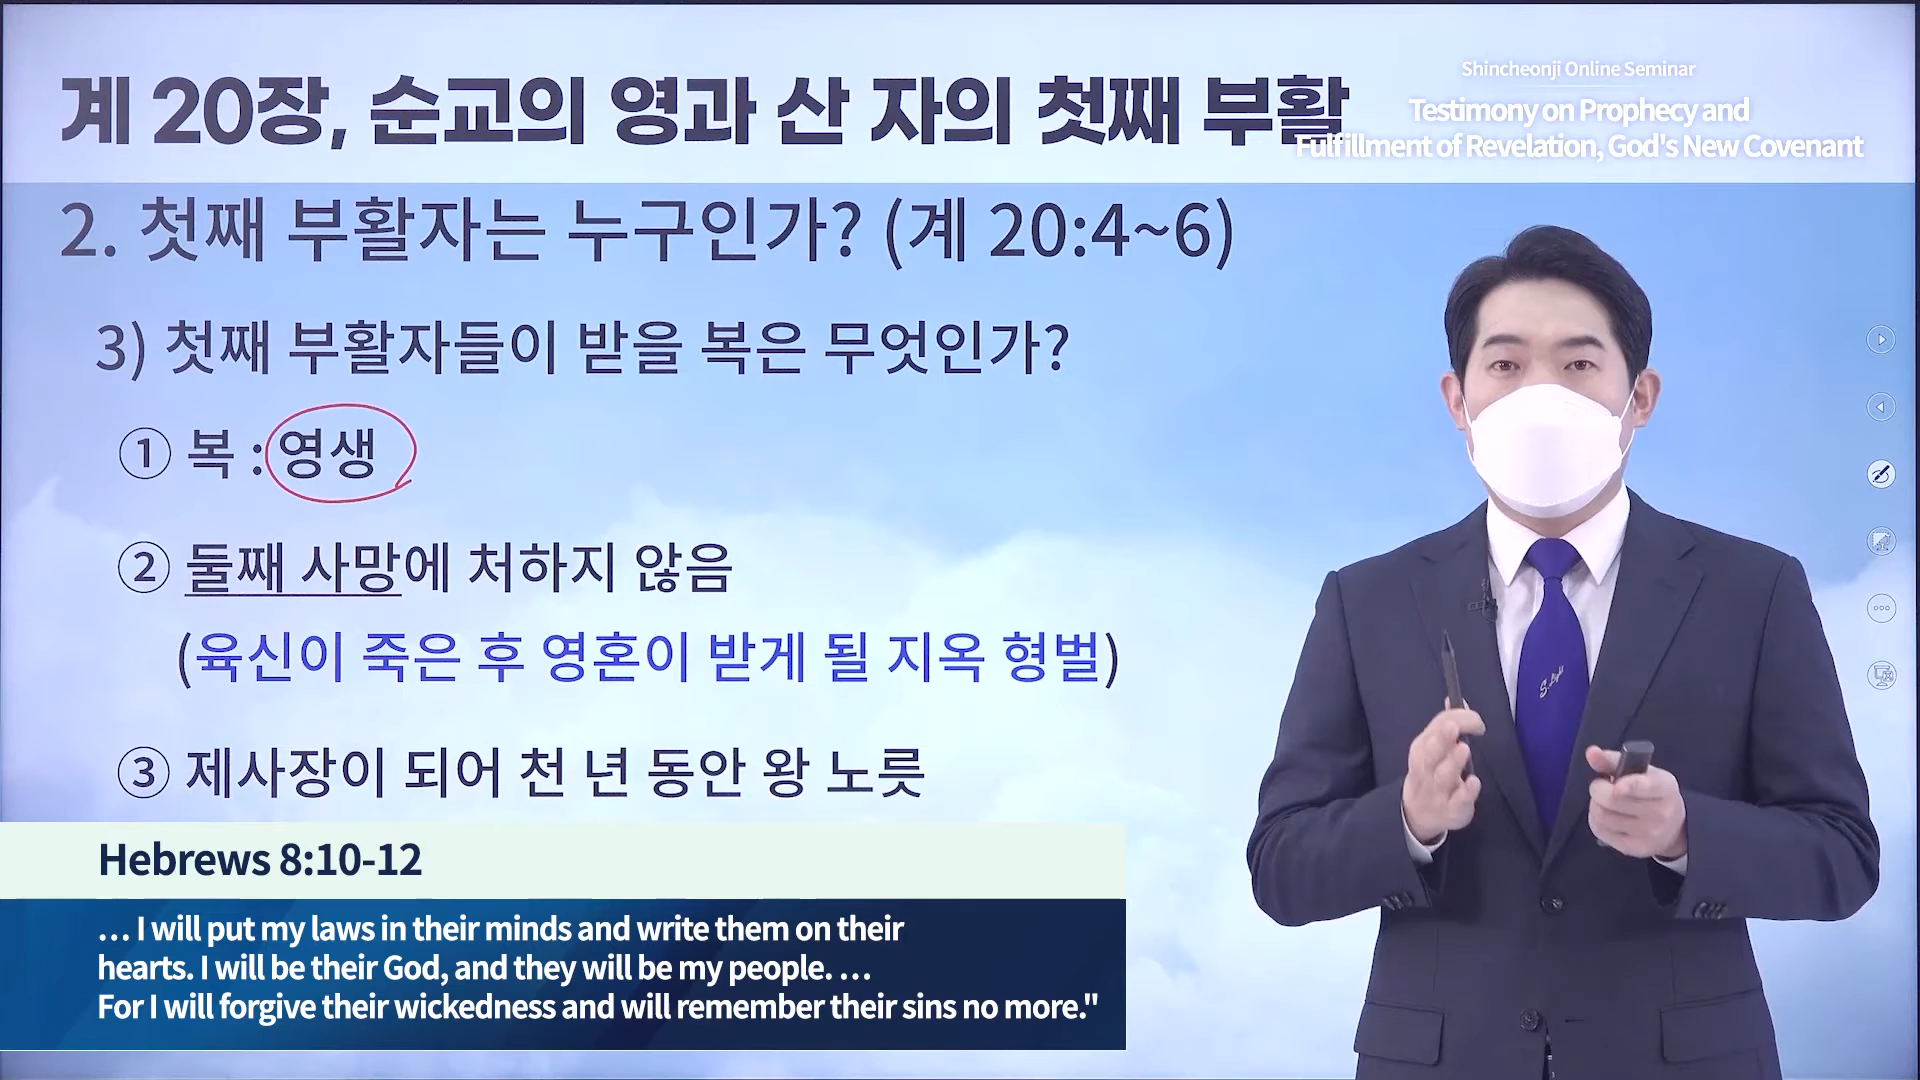 계 20장, 순교의 영과 산 자의 첫째 부활
Shincheonji Online Seminar
Testimony on Prophecy and
Fulfillment of Revelation, God's New Covenant
2. 첫째 부활자는 누구인가? (계 20:4~6)
3) 첫째 부활자들이 받을 복은 무엇인가?
① 복 : 영생
② 둘째 사망에 처하지 않음
(육신이 죽은 후 영혼이 받게 될 지옥 형벌)
③ 제사장이 되어 천 년 동안 왕 노릇
S.Light
Hebrews 8:10-12
… I will put my laws in their minds and write them on their
hearts. I will be their God, and they will be my people. …
For I will forgive their wickedness and will remember their sins no more."